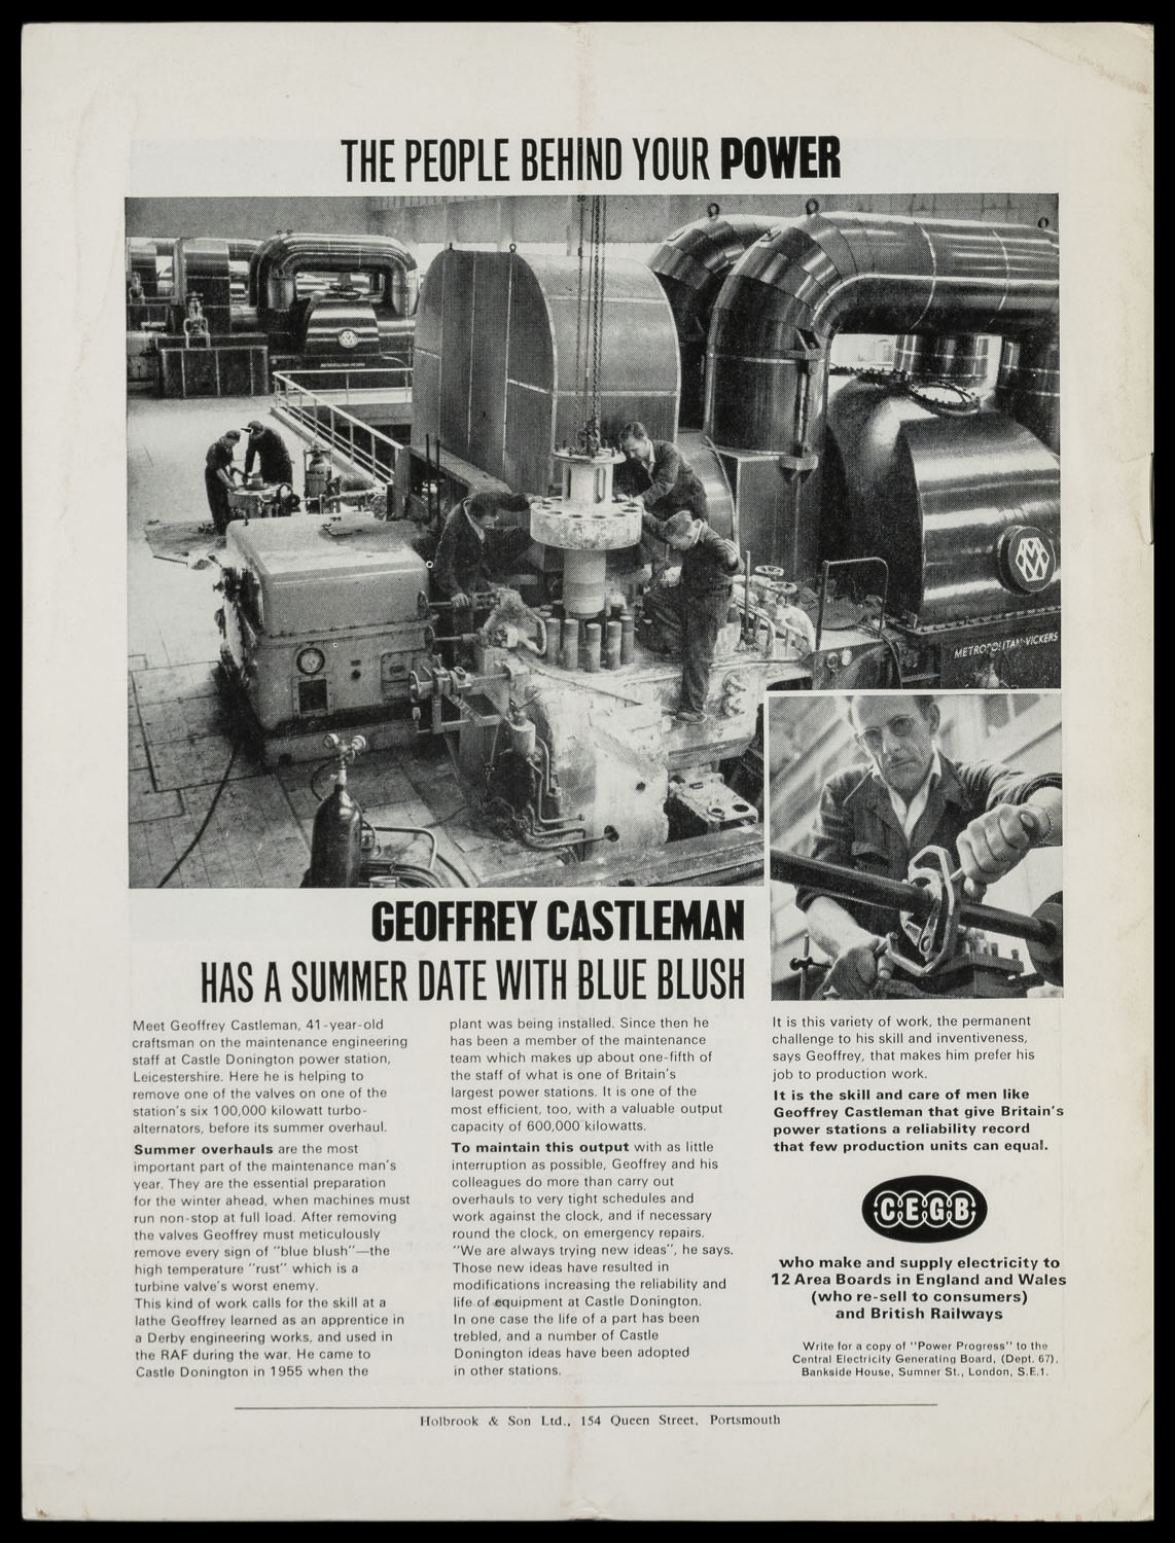 THE PEOPLE BEHIND YOUR POWER
METROPOLITAN-VICKERS
METROPOLITAN-VICKERS
GEOFFREY CASTLEMAN
HAS A SUMMER DATE WITH BLUE BLUSH
Meet Geoffrey Castleman, 41-year-old
craftsman on the maintenance engineering
staff at Castle Donington power station,
Leicestershire. Here he is helping to
remove one of the valves on one of the
station's six 100,000 kilowatt turbo-
alternators, before its summer overhaul.
Summer overhauls are the most
important part of the maintenance man's
year. They are the essential preparation
for the winter ahead, when machines must
run non-stop at full load. After removing
the valves Geoffrey must meticulously
remove every sign of "blue blush"—the
high temperature "rust" which is a
turbine valve's worst enemy.
This kind of work calls for the skill at a
lathe Geoffrey learned as an apprentice in
a Derby engineering works, and used in
the RAF during the war. He came to
Castle Donington in 1955 when the
plant was being installed. Since then he
has been a member of the maintenance
team which makes up about one-fifth of
the staff of what is one of Britain's
largest power stations. It is one of the
most efficient, too, with a valuable output
capacity of 600,000 kilowatts.
To maintain this output with as little
interruption as possible, Geoffrey and his
colleagues do more than carry out
overhauls to very tight schedules and
work against the clock, and if necessary
round the clock, on emergency repairs.
"We are always trying new ideas", he says.
Those new ideas have resulted in
modifications increasing the reliability and
life of equipment at Castle Donington.
In one case the life of a part has been
trebled, and a number of Castle
Donington ideas have been adopted
in other stations.
It is this variety of work, the permanent
challenge to his skill and inventiveness,
says Geoffrey, that makes him prefer his
job to production work.
It is the skill and care of men like
Geoffrey Castleman that give Britain's
power stations a reliability record
that few production units can equal.
C·E·G·B
who make and supply electricity to
12 Area Boards in England and Wales
(who re-sell to consumers)
and British Railways
Write for a copy of "Power Progress" to the
Central Electricity Generating Board, (Dept. 67),
Bankside House, Sumner St., London, S.E.1.
Holbrook & Son Ltd., 154 Queen Street, Portsmouth